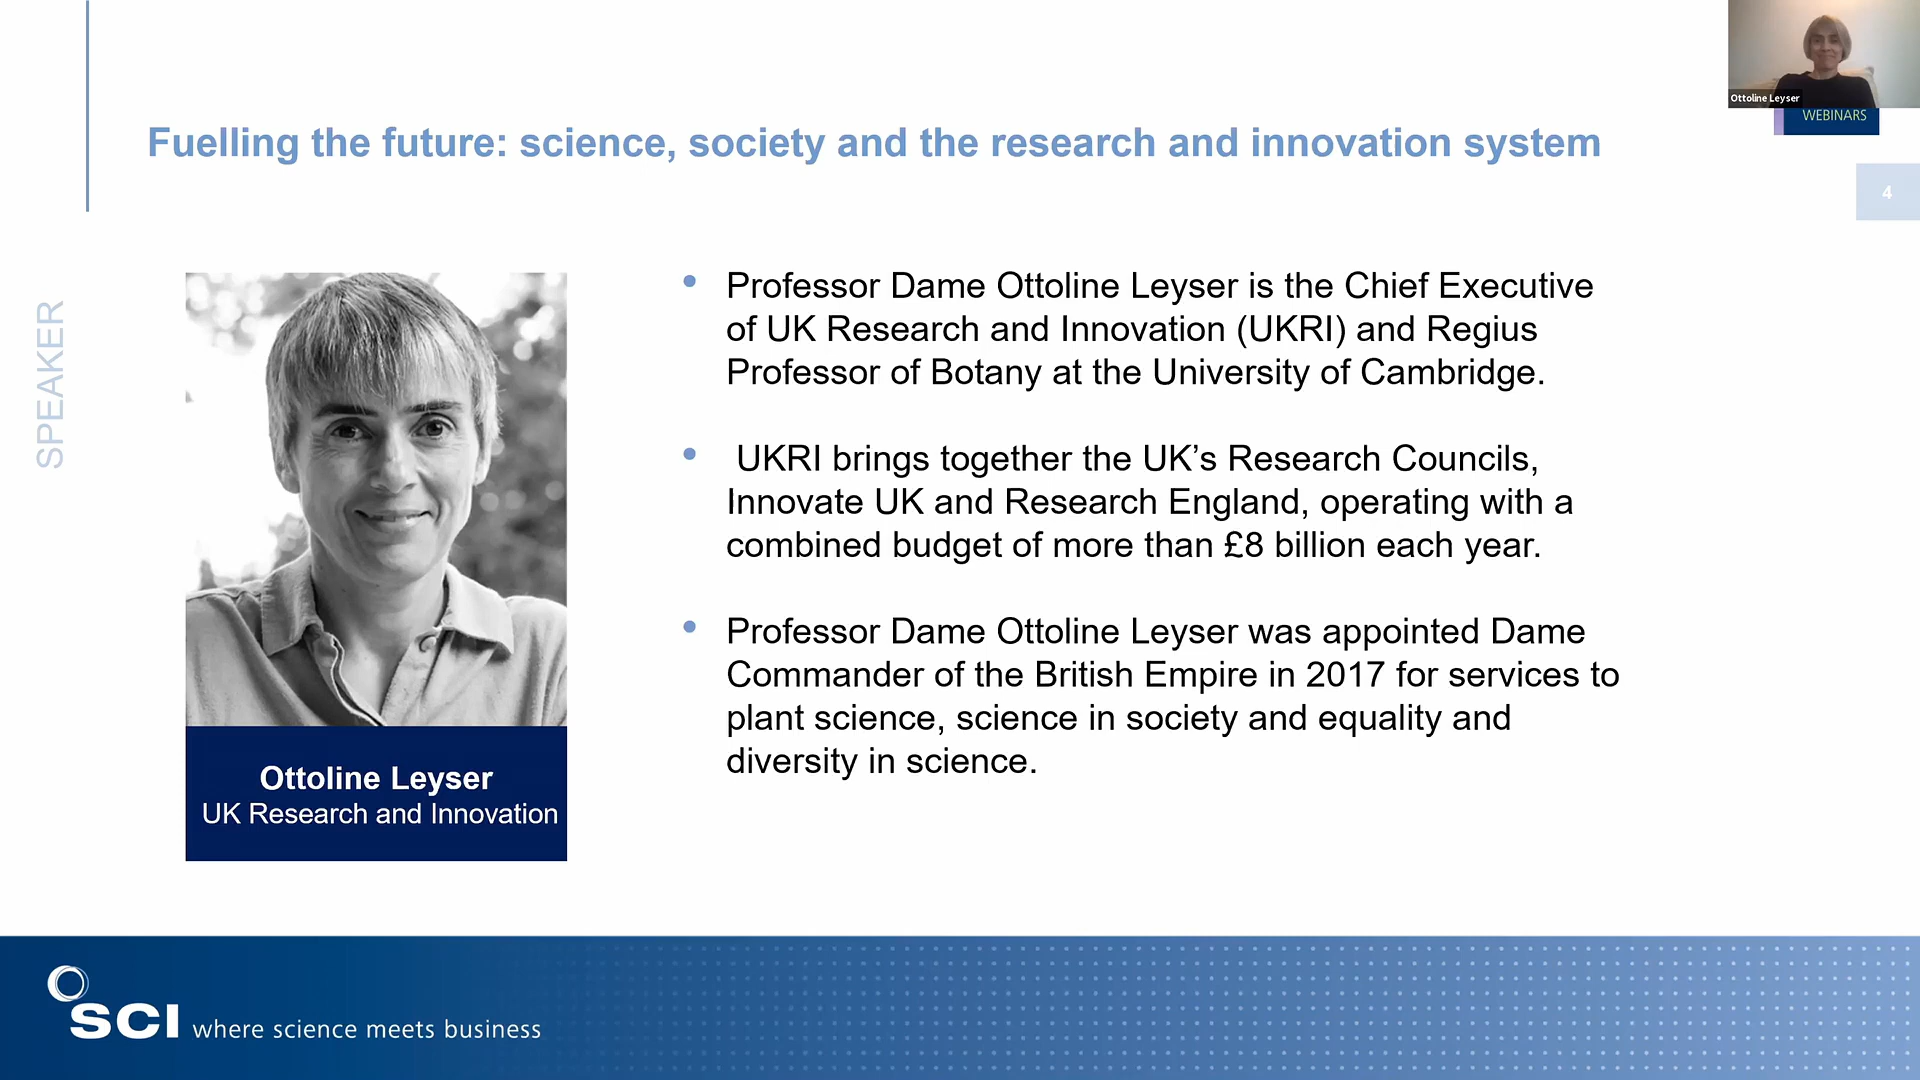 Ottoline Leyser
WEBINARS
Fuelling the future: science, society and the research and innovation system
4
SPEAKER
Ottoline Leyser
UK Research and Innovation
• Professor Dame Ottoline Leyser is the Chief Executive
of UK Research and Innovation (UKRI) and Regius
Professor of Botany at the University of Cambridge.
• UKRI brings together the UK’s Research Councils,
Innovate UK and Research England, operating with a
combined budget of more than £8 billion each year.
• Professor Dame Ottoline Leyser was appointed Dame
Commander of the British Empire in 2017 for services to
plant science, science in society and equality and
diversity in science.
SCI where science meets business